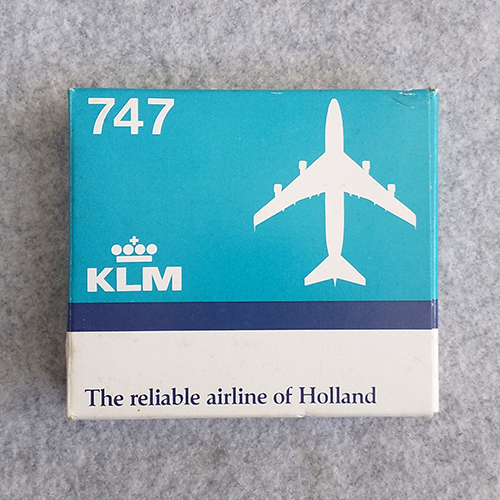 747
KLM
The reliable airline of Holland